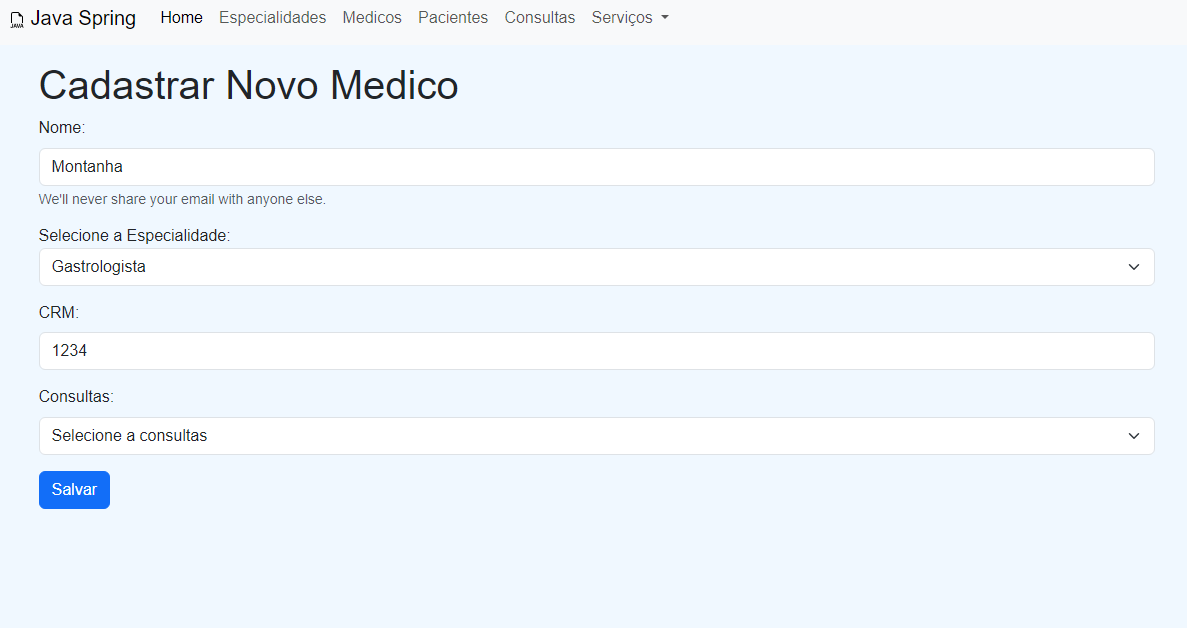 JAVA Java Spring Home Especialidades Medicos Pacientes Consultas Serviços
Cadastrar Novo Medico
Nome:
Montanha
We'll never share your email with anyone else.
Selecione a Especialidade:
Gastrologista
CRM:
1234
Consultas:
Selecione a consultas
Salvar